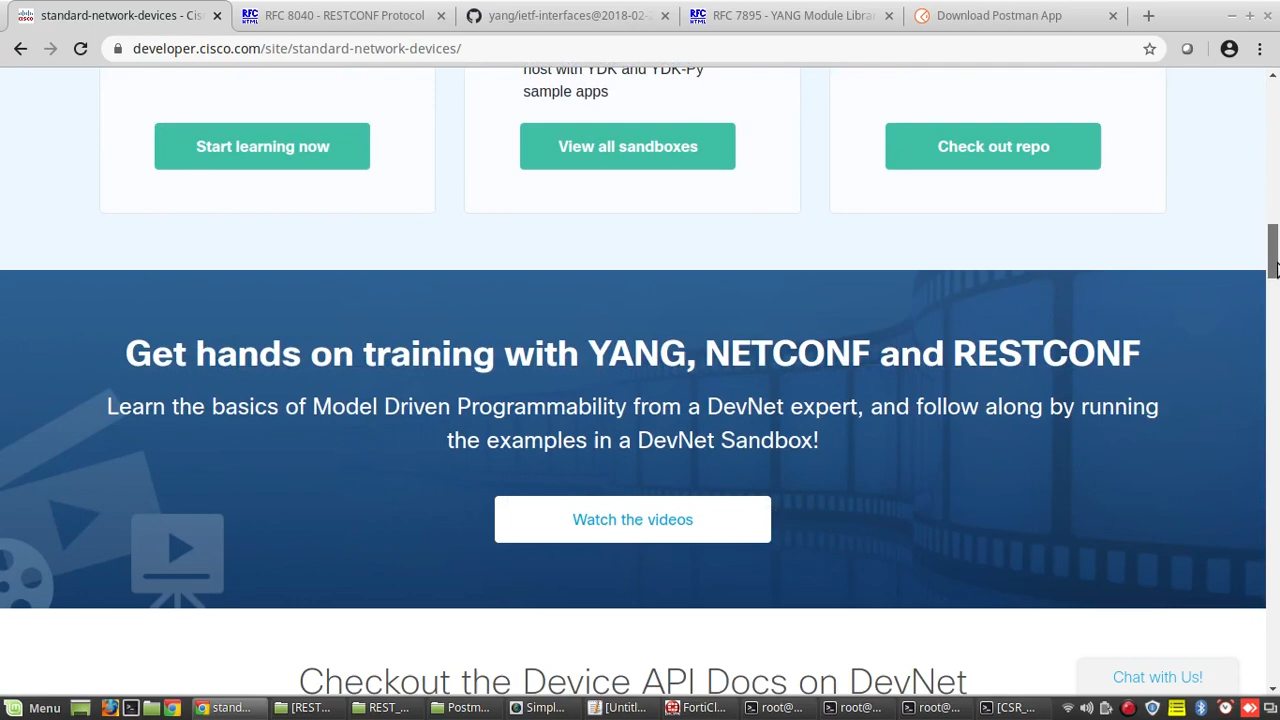 standard-network-devices - Cis
RFC 8040 - RESTCONF Protocol
yang/ietf-interfaces@2018-02-2
RFC 7895 - YANG Module Librar
Download Postman App
developer.cisco.com/site/standard-network-devices/
host with YDK and YDK-Py
sample apps
Start learning now
View all sandboxes
Check out repo
Get hands on training with YANG, NETCONF and RESTCONF
Learn the basics of Model Driven Programmability from a DevNet expert, and follow along by running
the examples in a DevNet Sandbox!
Watch the videos
Checkout the Device API Docs on DevNet
Chat with Us!
Menu
stand...
[REST...
REST_...
Postm...
Simpl...
[Untitl...
FortiCl...
root@...
root@...
root@...
[CSR_...